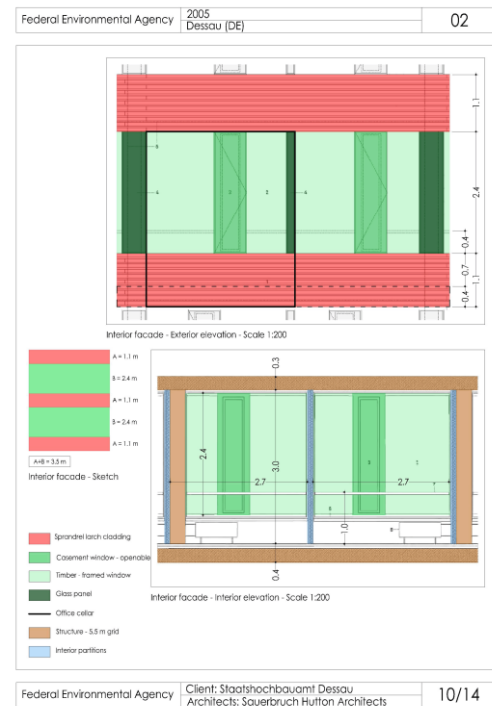 Federal Environmental Agency
2005
Dessau (DE)
02
1.1
2.4
0.4
0.7
0.4
Interior facade - Exterior elevation - Scale 1:200
A = 1.1 m
B = 2.4 m
A = 1.1 m
B = 2.4 m
A = 1.1 m
A+B = 3.5 m
Interior facade - Sketch
0.3
2.4
3.0
2.7
2.7
1.0
0.4
Interior facade - Interior elevation - Scale 1:200
Sprandrel larch cladding
Casement window - openable
Timber - framed window
Glass panel
Office cellar
Structure - 5.5 m grid
Interior partitions
Federal Environmental Agency
Client: Staatshochbauamt Dessau
Architects: Sauerbruch Hutton Architects
10/14